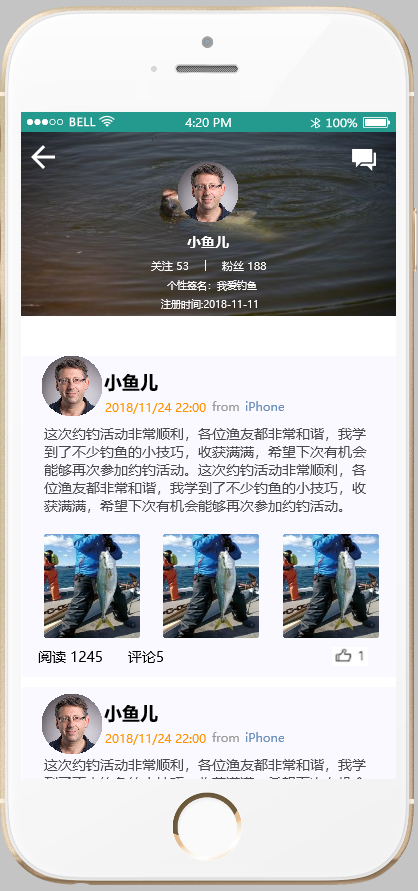 BELL 4:20 PM 100%
小鱼儿
关注 53 | 粉丝 188
个性签名：我爱钓鱼
注册时间:2018-11-11
小鱼儿
2018/11/24 22:00 from iPhone
这次约钓活动非常顺利，各位渔友都非常和谐，我学
到了不少钓鱼的小技巧，收获满满，希望下次有机会
能够再次参加约钓活动。这次约钓活动非常顺利，各
位渔友都非常和谐，我学到了不少钓鱼的小技巧，收
获满满，希望下次有机会能够再次参加约钓活动。
阅读 1245 评论5 1
小鱼儿
2018/11/24 22:00 from iPhone
这次约钓活动非常顺利，各位渔友都非常和谐，我学